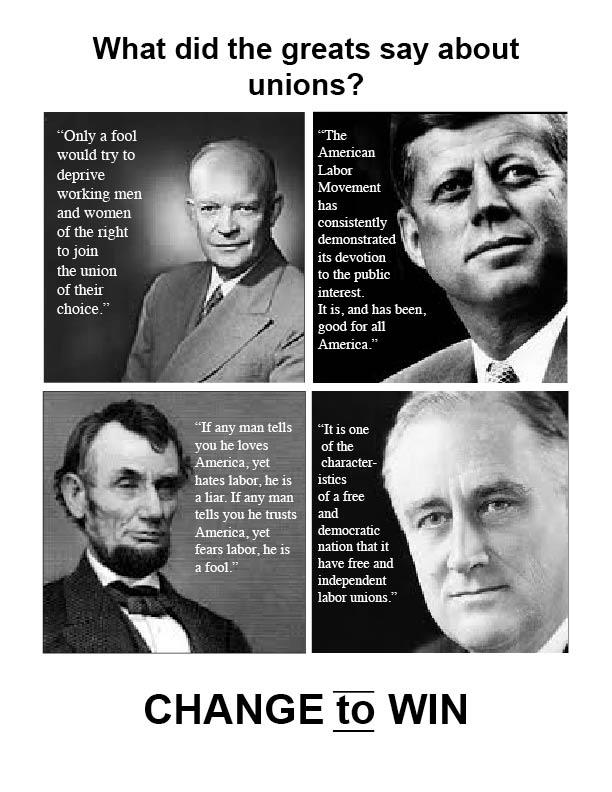 What did the greats say about
unions?
“Only a fool
would try to
deprive
working men
and women
of the right
to join
the union
of their
choice.”
“The
American
Labor
Movement
has
consistently
demonstrated
its devotion
to the public
interest.
It is, and has been,
good for all
America.”
“If any man tells
you he loves
America, yet
hates labor, he is
a liar. If any man
tells you he trusts
America, yet
fears labor, he is
a fool.”
“It is one
of the
character-
istics
of a free
and
democratic
nation that it
have free and
independent
labor unions.”
CHANGE to WIN